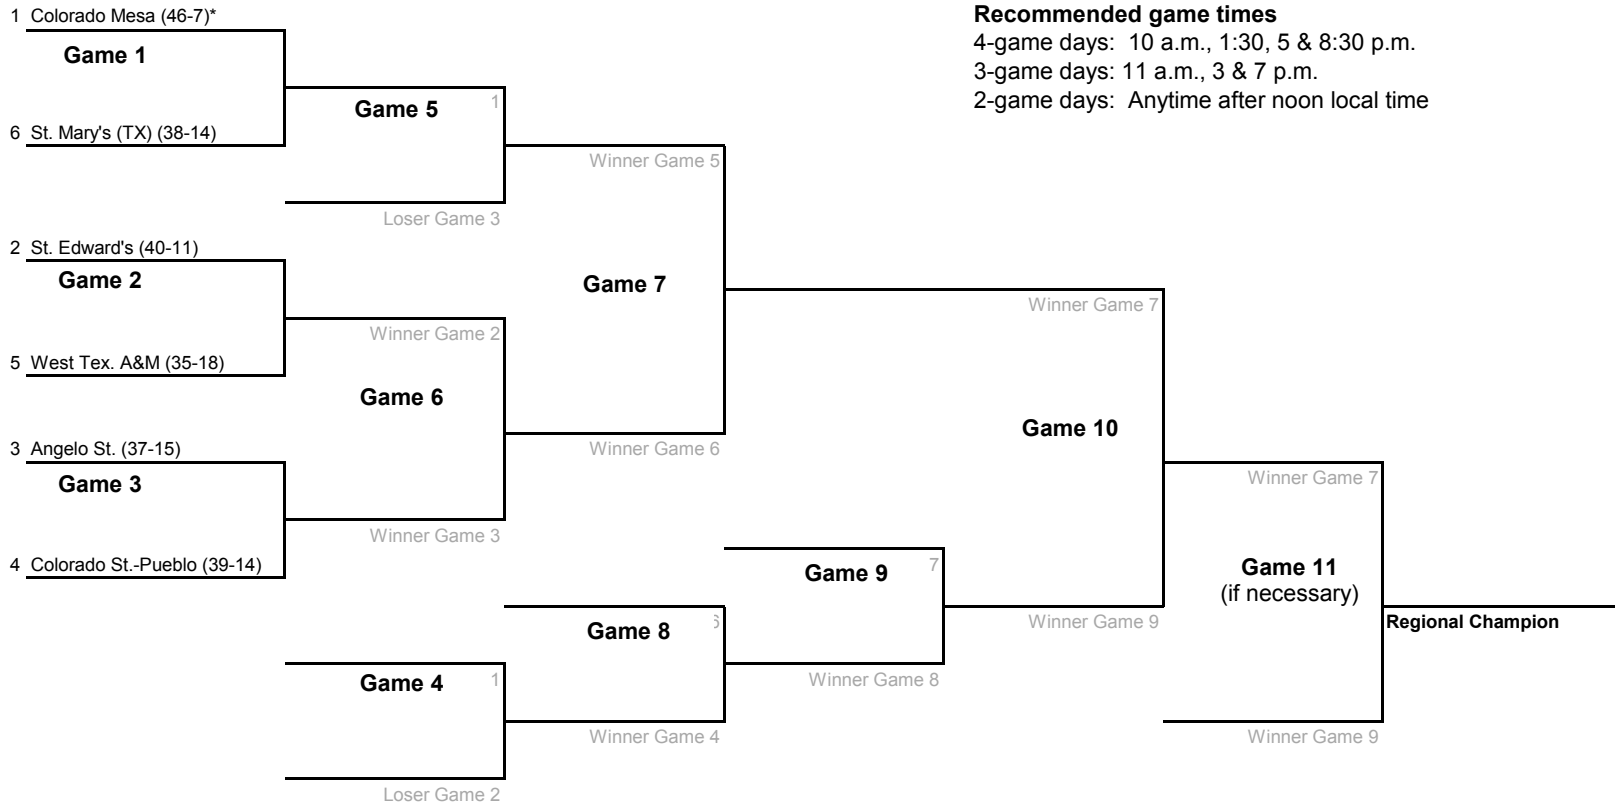 1 Colorado Mesa (46-7)*
Recommended game times
4-game days: 10 a.m., 1:30, 5 & 8:30 p.m.
3-game days: 11 a.m., 3 & 7 p.m.
2-game days: Anytime after noon local time
Game 1
Game 5
1
6 St. Mary's (TX) (38-14)
Winner Game 5
Loser Game 3
2 St. Edward's (40-11)
Game 2
Game 7
Winner Game 7
Winner Game 2
5 West Tex. A&M (35-18)
Game 6
Game 10
3 Angelo St. (37-15)
Winner Game 6
Game 3
Winner Game 7
Winner Game 3
4 Colorado St.-Pueblo (39-14)
Game 9
7
Game 11
(if necessary)
Game 8
6
Winner Game 9
Regional Champion
Game 4
1
Winner Game 8
Winner Game 4
Winner Game 9
Loser Game 2